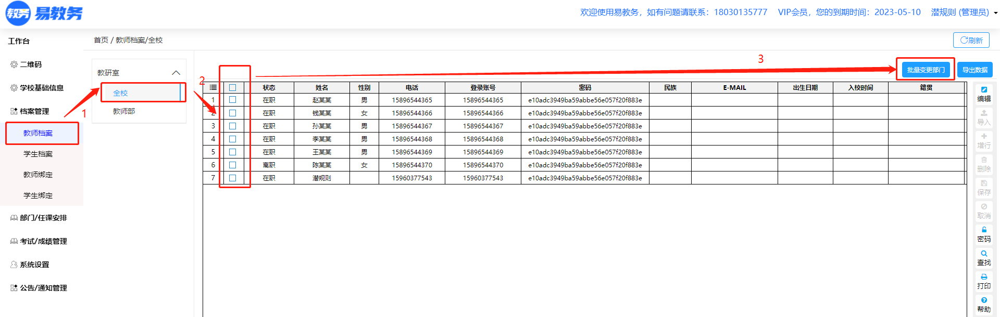 教务 易教务
欢迎使用易教务，如有问题请联系：18030135777 VIP会员，您的到期时间：2023-05-10 潜规则 (管理员)
工作台
首页 / 教师档案/全校
刷新
二维码
学校基础信息
档案管理
教师档案
学生档案
教师绑定
学生绑定
部门/任课安排
考试/成绩管理
系统设置
公告/通知管理
教研室
全校
教师部
1
2
3
批量变更部门 导出数据
状态 姓名 性别 电话 登录账号 密码 民族 E-MAIL 出生日期 入校时间 籍贯
1 在职 赵某某 男 15896544365 15896544365 e10adc3949ba59abbe56e057f20f883e
2 在职 钱某某 女 15896544366 15896544366 e10adc3949ba59abbe56e057f20f883e
3 在职 孙某某 男 15896544367 15896544367 e10adc3949ba59abbe56e057f20f883e
4 在职 李某某 男 15896544368 15896544368 e10adc3949ba59abbe56e057f20f883e
5 在职 王某某 男 15896544369 15896544369 e10adc3949ba59abbe56e057f20f883e
6 离职 陈某某 女 15896544370 15896544370 e10adc3949ba59abbe56e057f20f883e
7 在职 潜规则 15960377543 15960377543 e10adc3949ba59abbe56e057f20f883e
编辑
导入
增行
删除
保存
取消
密码
查找
打印
帮助